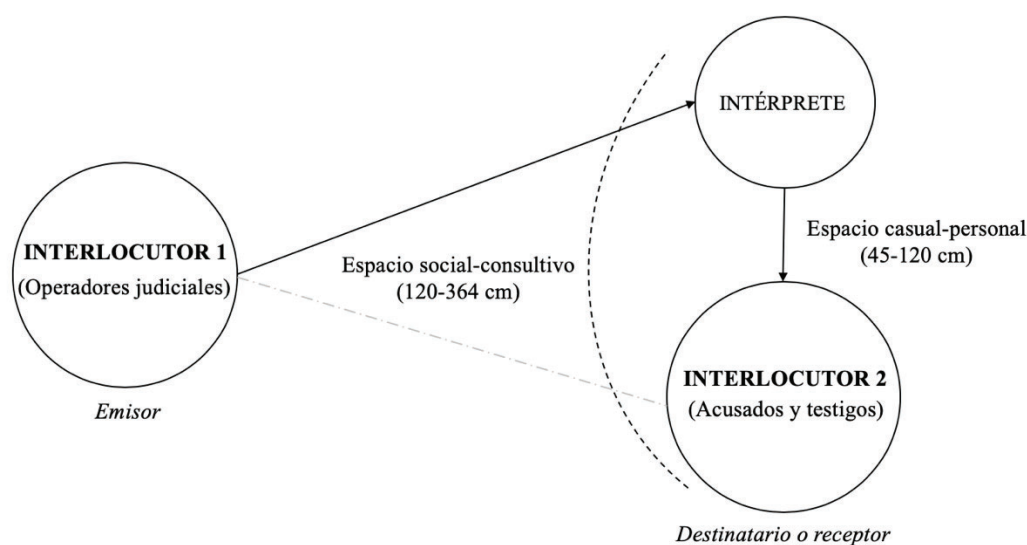 INTÉRPRETE
INTERLOCUTOR 1
(Operadores judiciales)
Emisor
Espacio social-consultivo
(120-364 cm)
Espacio casual-personal
(45-120 cm)
INTERLOCUTOR 2
(Acusados y testigos)
Destinatario o receptor